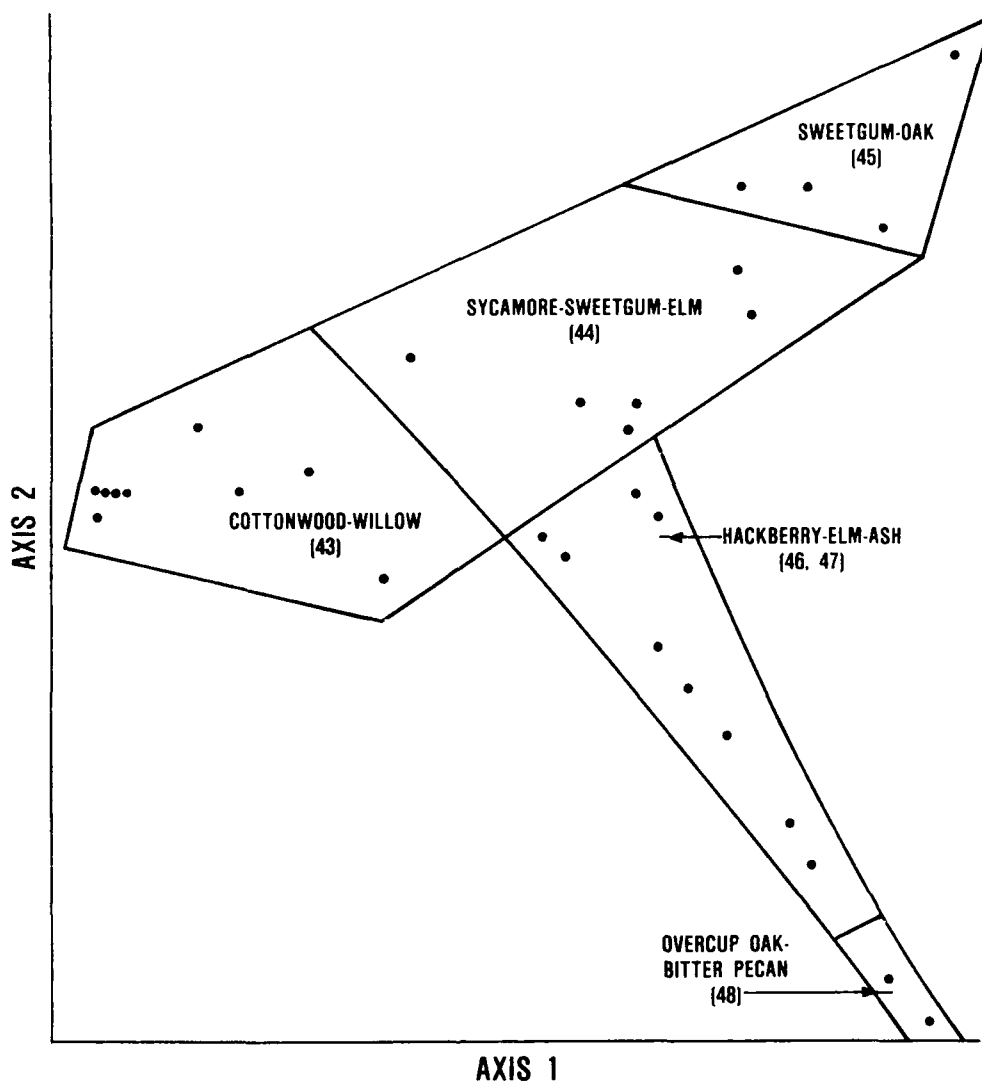 SWEETGUM-OAK
(45)
SYCAMORE-SWEETGUM-ELM
(44)
COTTONWOOD-WILLOW
(43)
HACKBERRY-ELM-ASH
(46, 47)
OVERCUP OAK-
BITTER PECAN
(48)
AXIS 2
AXIS 1